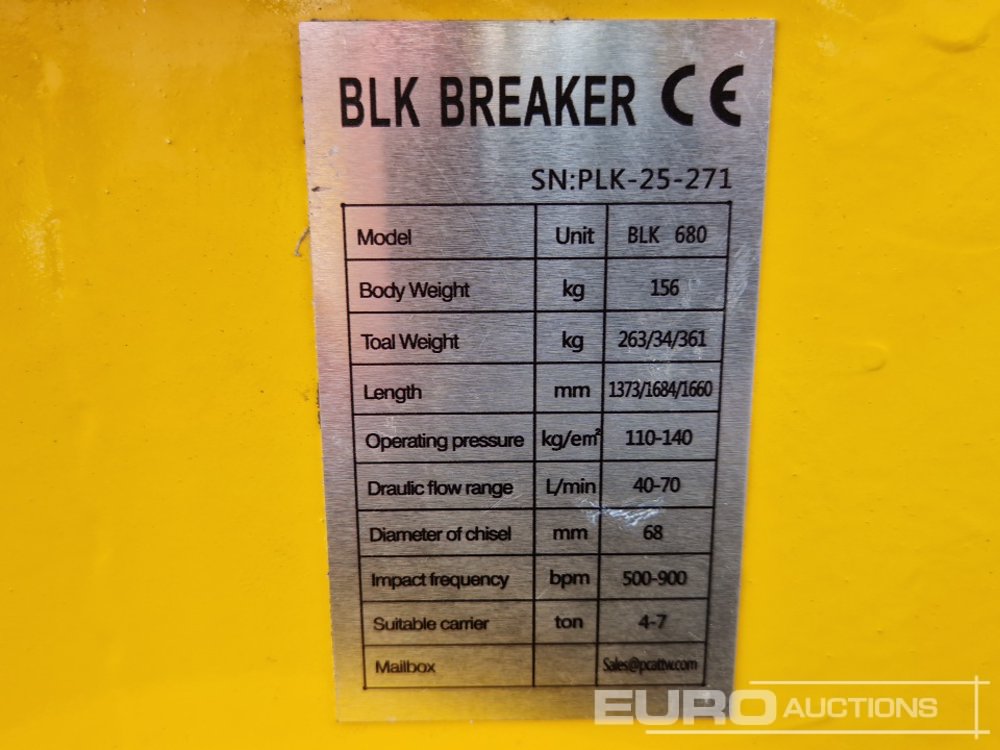 BLK BREAKER CE
SN:PLK-25-271
Model Unit BLK 680
Body Weight kg 156
Toal Weight kg 263/34/361
Length mm 1373/1684/1660
Operating pressure kg/em² 110-140
Draulic flow range L/min 40-70
Diameter of chisel mm 68
Impact frequency bpm 500-900
Suitable carrier ton 4-7
Mailbox Sales@pcattw.com
EURO AUCTIONS